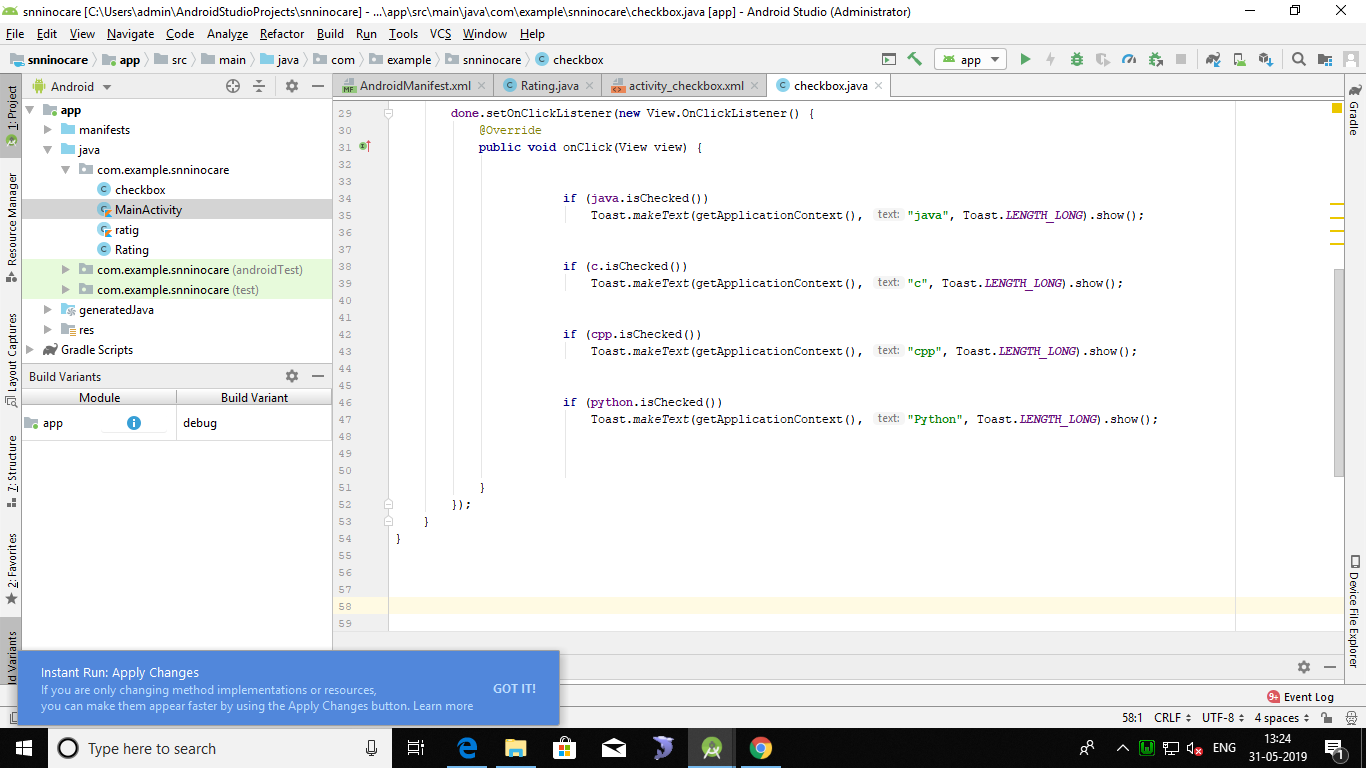 snninocare [C:\Users\admin\AndroidStudioProjects\snninocare] - ...\app\src\main\java\com\example\snninocare\checkbox.java [app] - Android Studio (Administrator)
File Edit View Navigate Code Analyze Refactor Build Run Tools VCS Window Help
snninocare app src main java com example snninocare checkbox
app
Android
AndroidManifest.xml Rating.java activity_checkbox.xml checkbox.java
1: Project
Resource Manager
Layout Captures
7: Structure
2: Favorites
ld Variants
app
manifests
java
com.example.snninocare
checkbox
MainActivity
ratig
Rating
com.example.snninocare (androidTest)
com.example.snninocare (test)
generatedJava
res
Gradle Scripts
Build Variants
Module Build Variant
app debug
29 done.setOnClickListener(new View.OnClickListener() {
30 @Override
31 public void onClick(View view) {
32
33
34 if (java.isChecked())
35 Toast.makeText(getApplicationContext(), text: "java", Toast.LENGTH_LONG).show();
36
37
38 if (c.isChecked())
39 Toast.makeText(getApplicationContext(), text: "c", Toast.LENGTH_LONG).show();
40
41
42 if (cpp.isChecked())
43 Toast.makeText(getApplicationContext(), text: "cpp", Toast.LENGTH_LONG).show();
44
45
46 if (python.isChecked())
47 Toast.makeText(getApplicationContext(), text: "Python", Toast.LENGTH_LONG).show();
48
49
50
51 }
52 });
53 }
54 }
55
56
57
58
59
Gradle
Device File Explorer
Instant Run: Apply Changes
If you are only changing method implementations or resources,
you can make them appear faster by using the Apply Changes button. Learn more
GOT IT!
9+ Event Log
58:1 CRLF UTF-8 4 spaces
Type here to search
ENG
13:24
31-05-2019
1